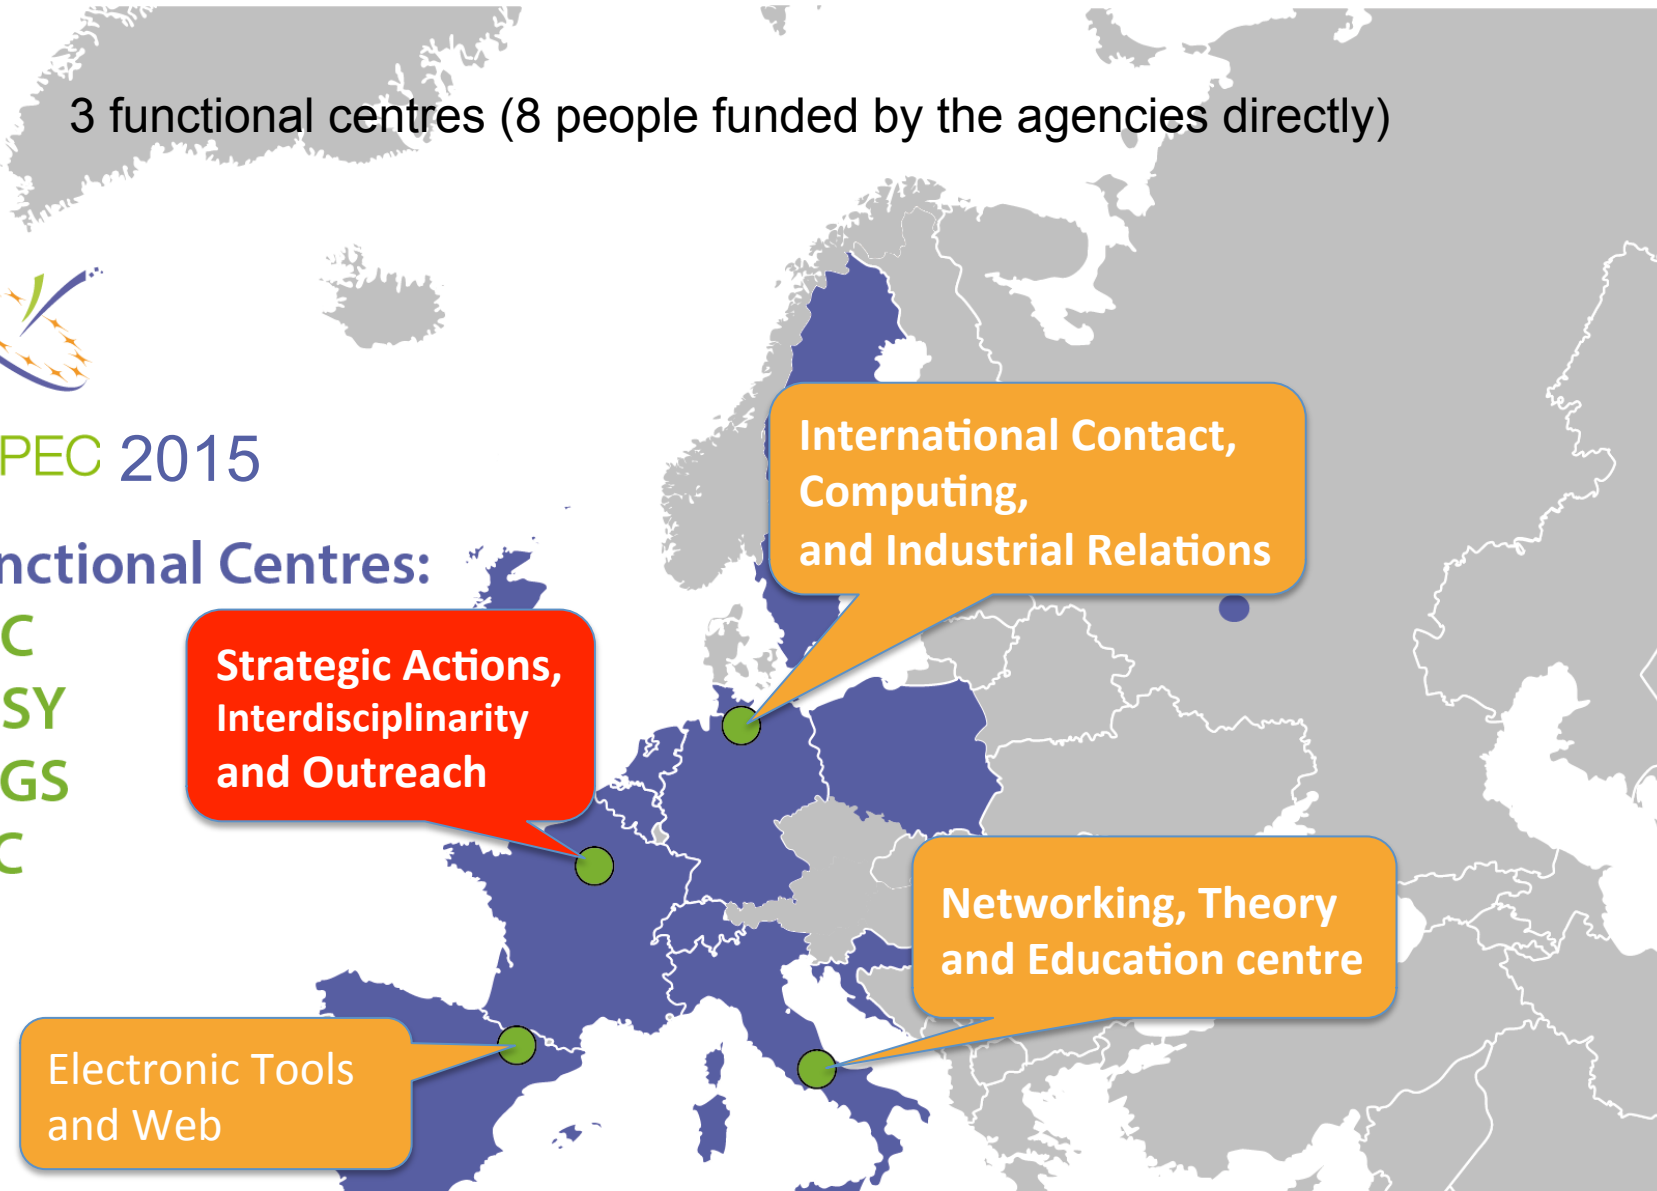 3 functional centres (8 people funded by the agencies directly)
PEC 2015
nctional Centres:
C
SY
GS
C
International Contact,
Computing,
and Industrial Relations
Strategic Actions,
Interdisciplinarity
and Outreach
Networking, Theory
and Education centre
Electronic Tools
and Web